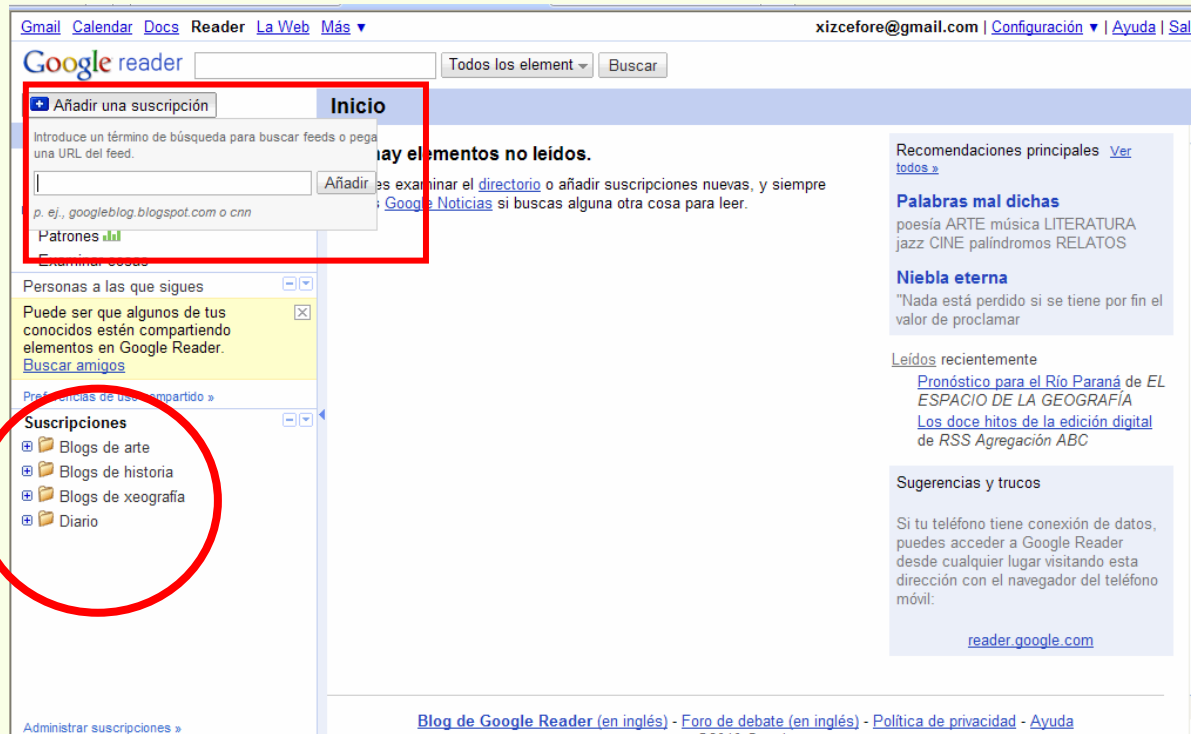 Gmail Calendar Docs Reader La Web Más ▼
xizcefore@gmail.com | Configuración ▼ | Ayuda | Sal
Google reader
Todos los element
Buscar
Añadir una suscripción
Introduce un término de búsqueda para buscar feeds o pega
una URL del feed.
Añadir
p. ej., googleblog.blogspot.com o cnn
Patrones
Examinar cosas
Personas a las que sigues
Puede ser que algunos de tus
conocidos estén compartiendo
elementos en Google Reader.
Buscar amigos
Preferencias de uso compartido »
Suscripciones
Blogs de arte
Blogs de historia
Blogs de xeografía
Diario
Administrar suscripciones »
Inicio
hay elementos no leídos.
es examinar el directorio o añadir suscripciones nuevas, y siempre
Google Noticias si buscas alguna otra cosa para leer.
Recomendaciones principales Ver
todos »
Palabras mal dichas
poesía ARTE música LITERATURA
jazz CINE palíndromos RELATOS
Niebla eterna
"Nada está perdido si se tiene por fin el
valor de proclamar
Leídos recientemente
Pronóstico para el Río Paraná de EL
ESPACIO DE LA GEOGRAFÍA
Los doce hitos de la edición digital
de RSS Agregación ABC
Sugerencias y trucos
Si tu teléfono tiene conexión de datos,
puedes acceder a Google Reader
desde cualquier lugar visitando esta
dirección con el navegador del teléfono
móvil:
reader.google.com
Blog de Google Reader (en inglés) - Foro de debate (en inglés) - Política de privacidad - Ayuda